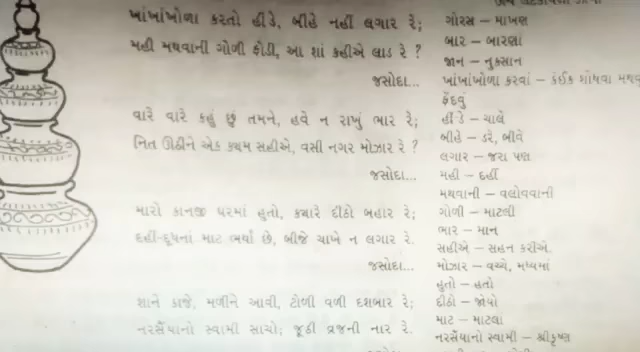 ખાંખાંખોળા કરતો હીંડે, બીહે નહીં લગાર રે;
મહી મથવાની ગોળી ફોડી, આ શાં કહીએ લાડ રે ?
જસોદા...
વારે વારે કહું છું તમને, હવે ન રાખું ભાર રે;
નિત ઊઠીને એક કયમ સહીએ, વસી નગર મોઝાર રે ?
જસોદા...
મારો કાનજી ઘરમાં હુતો, કયારે દીઠો બહાર રે;
દહીં-દૂધનાં માટ ભર્યાં છે, બીજે ચાખે ન લગાર રે.
જસોદા...
શાને કાજે, મળીને આવી, ટોળી વળી દશબાર રે;
નરસૈંયાનો સ્વામી સાચો; જૂઠી વ્રજની નાર રે.
ગોરસ – માખણ
બાર – બારણાં
જાન – નુકસાન
ખાંખાંખોળા કરવાં – કંઈક શોધવા મથવું
ફેંદવું
હીંડે – ચાલે
બીહે – ડરે, બીવે
લગાર – જરા પણ
મહી – દહીં
મથવાની – વલોવવાની
ગોળી – માટલી
ભાર – માન
સહીએ – સહન કરીએ
મોઝાર – વચ્ચે, મધ્યમાં
હુતો – હતો
દીઠો – જોયો
માટ – માટલા
નરસૈંયાનો સ્વામી – શ્રીકૃષ્ણ